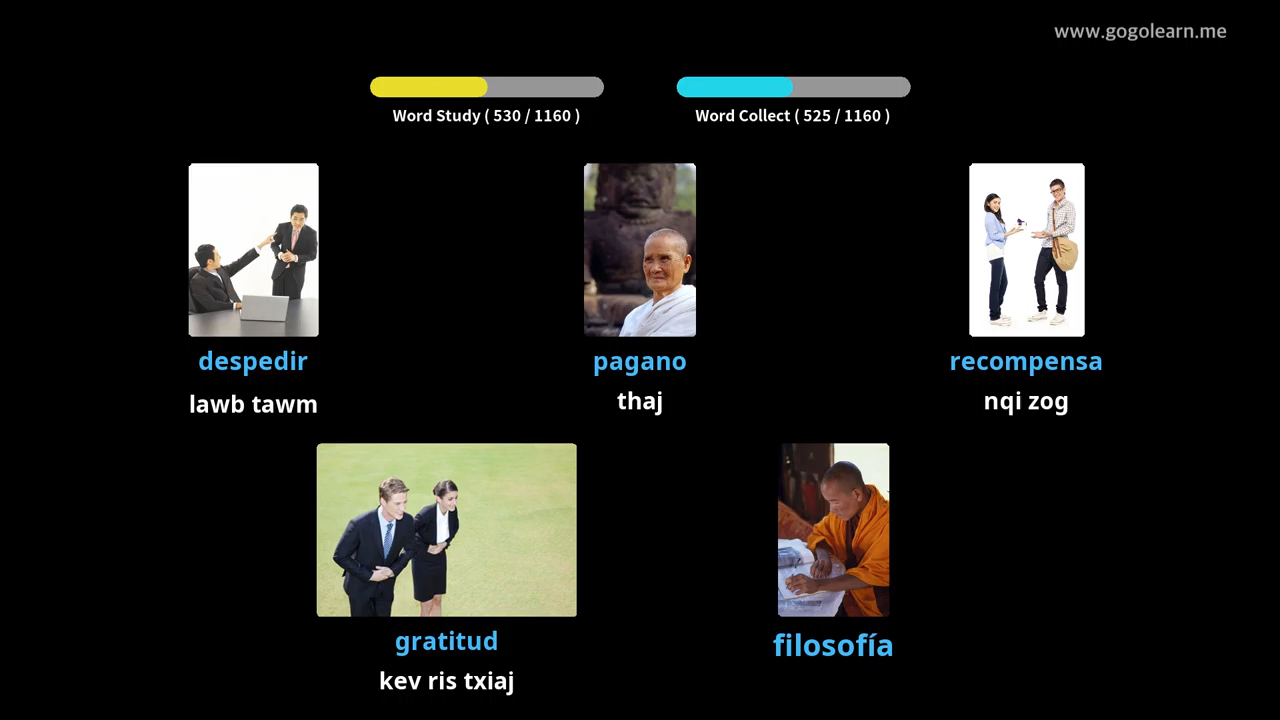 www.gogolearn.me
Word Study ( 530 / 1160 )
Word Collect ( 525 / 1160 )
despedir
lawb tawm
pagano
thaj
recompensa
nqi zog
gratitud
kev ris txiaj
filosofía